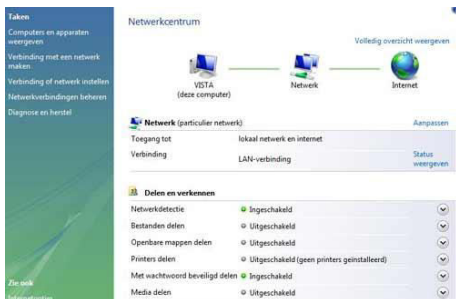 Taken
Computers en apparaten
weergeven
Verbinding met een netwerk
maken
Verbinding of netwerk instellen
Netwerkverbindingen beheren
Diagnose en herstel
Zie ook
Netwerkcentrum
Volledig overzicht weergeven
VISTA
(deze computer)
Netwerk
Internet
Netwerk (particulier netwerk)
Aanpassen
Toegang tot lokaal netwerk en internet
Verbinding LAN-verbinding Status
weergeven
Delen en verkennen
Netwerkdetectie Ingeschakeld
Bestanden delen Uitgeschakeld
Openbare mappen delen Uitgeschakeld
Printers delen Uitgeschakeld (geen printers geïnstalleerd)
Met wachtwoord beveiligd delen Ingeschakeld
Media delen Uitgeschakeld